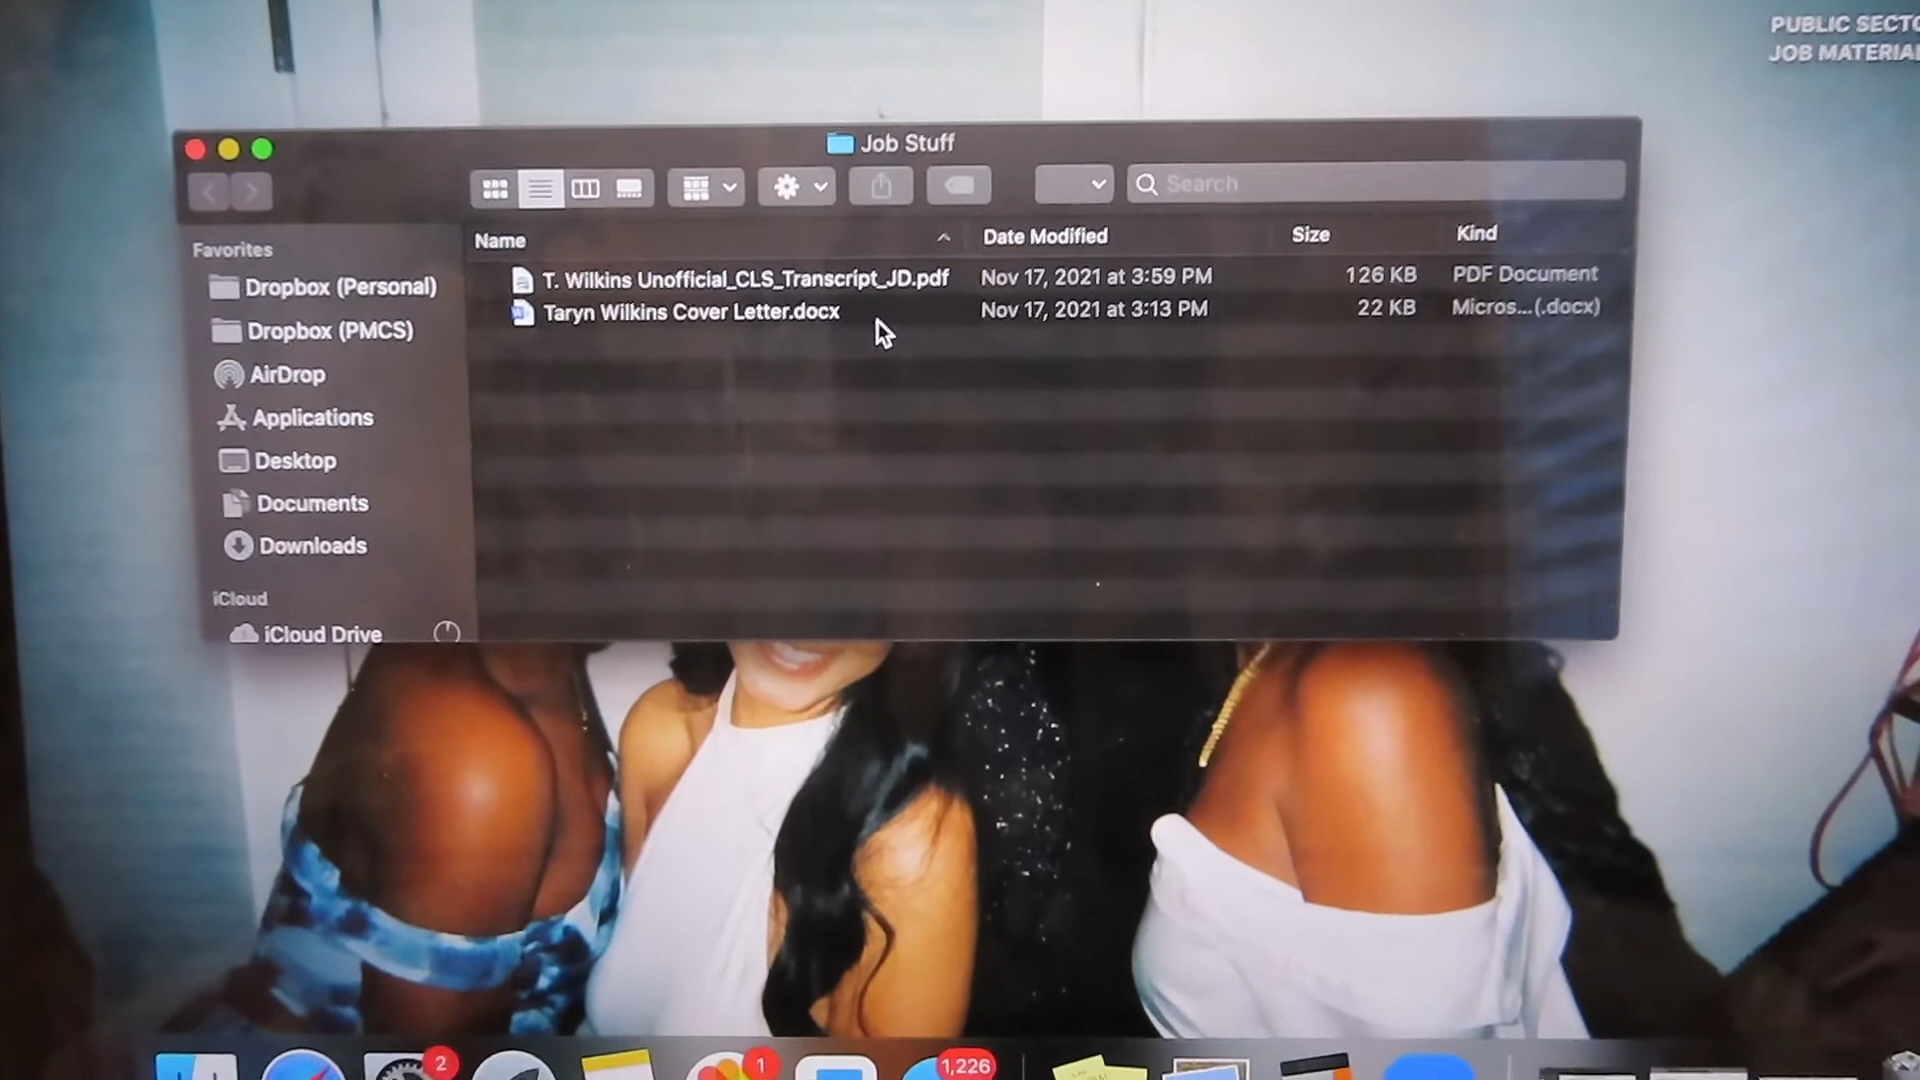 PUBLIC SECTO
JOB MATERIAL
Job Stuff
Search
Favorites
Dropbox (Personal)
Dropbox (PMCS)
AirDrop
Applications
Desktop
Documents
Downloads
iCloud
iCloud Drive
Name Date Modified Size Kind
T. Wilkins Unofficial_CLS_Transcript_JD.pdf Nov 17, 2021 at 3:59 PM 126 KB PDF Document
Taryn Wilkins Cover Letter.docx Nov 17, 2021 at 3:13 PM 22 KB Micros...(.docx)
2
1
1,226